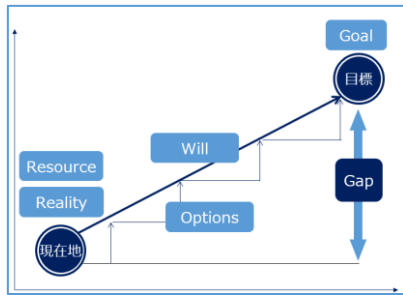 Goal
目標
Will
Resource
Gap
Reality
Options
現在地